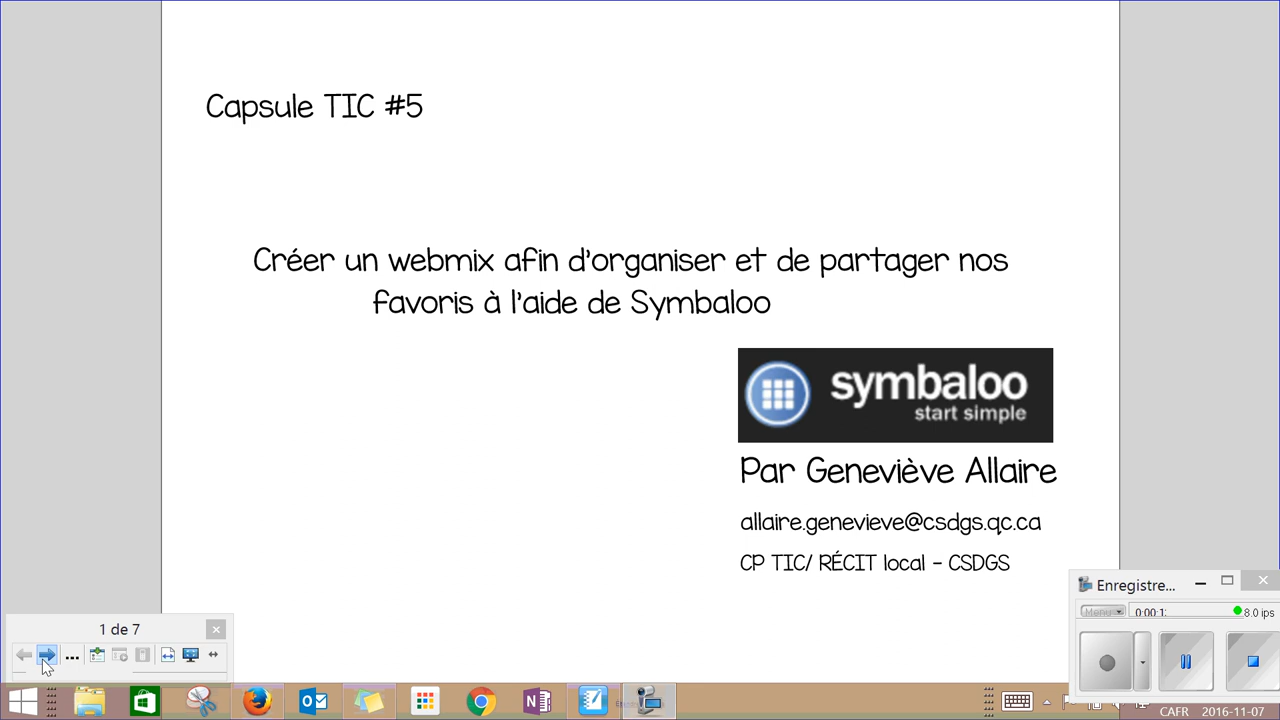 Capsule TIC #5
Créer un webmix afin d'organiser et de partager nos
favoris à l'aide de Symbaloo
symbaloo
start simple
Par Geneviève Allaire
allaire.genevieve@csdgs.qc.ca
CP TIC/ RÉCIT local - CSDGS
Enregistre...
Menu
0:00:1
8.0 ips
1 de 7
CAFR 2016-11-07